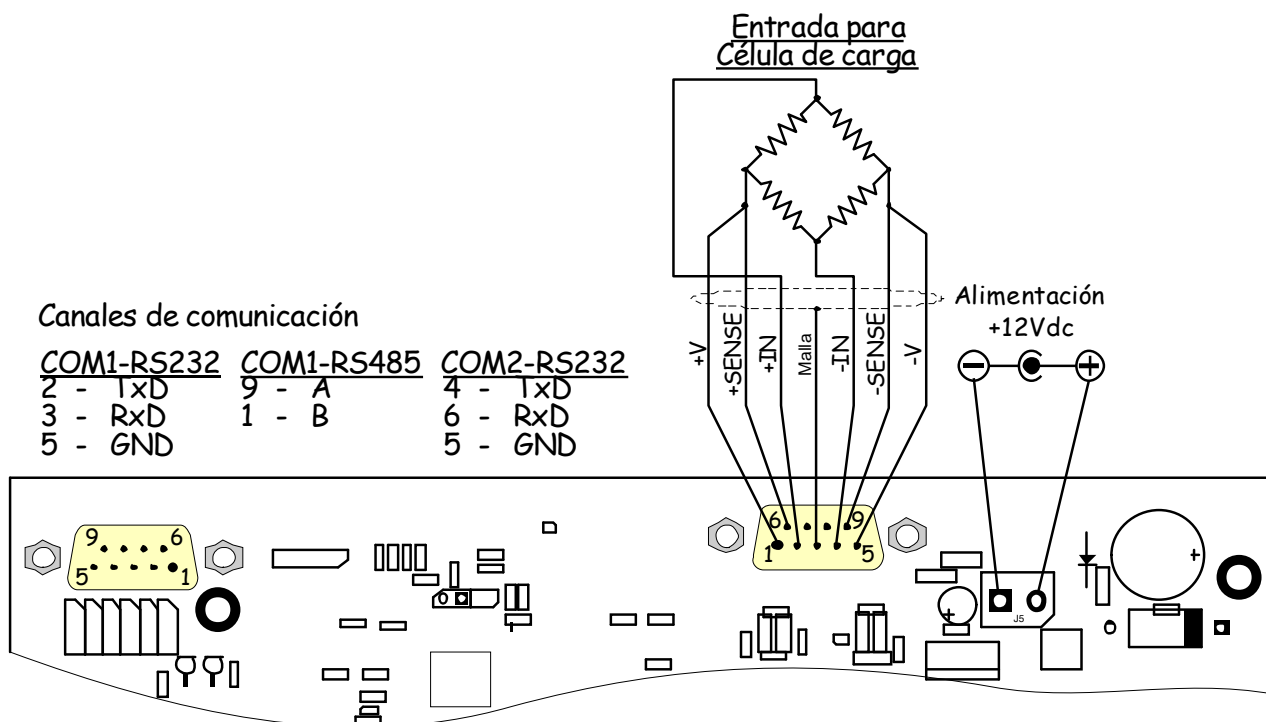 Entrada para
Célula de carga
Canales de comunicación
COM1-RS232 COM1-RS485 COM2-RS232
2 - TxD 9 - A 4 - TxD
3 - RxD 1 - B 6 - RxD
5 - GND 5 - GND
+V
+SENSE
+IN
Malla
-IN
-SENSE
-V
Alimentación
+12Vdc
- +
9 6
5 1
6 9
1 5
+
+
J5